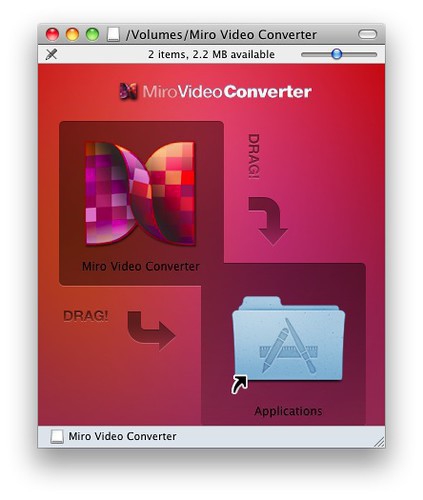 /Volumes/Miro Video Converter
2 items, 2.2 MB available
MiroVideoConverter
DRAG!
Miro Video Converter
DRAG!
Applications
Miro Video Converter